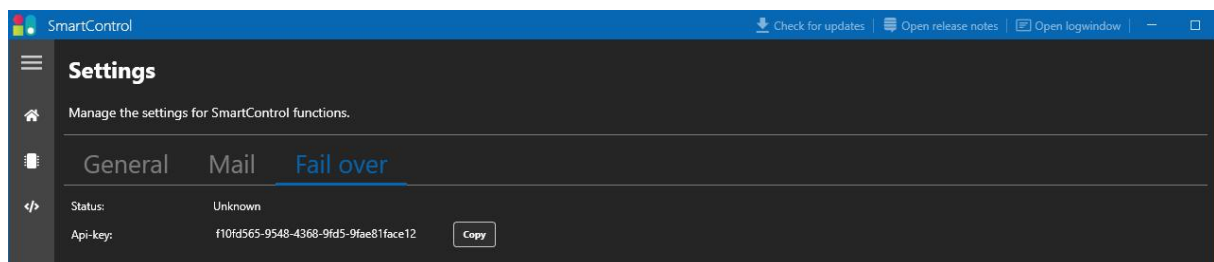 SmartControl Check for updates | Open release notes | Open logwindow |
Settings
Manage the settings for SmartControl functions.
General Mail Fail over
Status: Unknown
Api-key: f10fd565-9548-4368-9fd5-9fae81face12 Copy